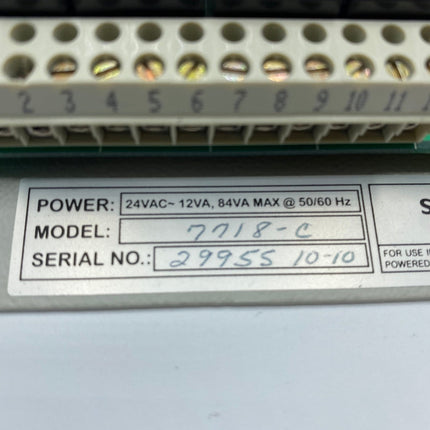 2 3 4 5 6 7 8 9 10 11
POWER: 24VAC~ 12VA, 84VA MAX @ 50/60 Hz
MODEL: 7718-C
SERIAL NO.: 29955 10-10
S
FOR USE I
POWERED